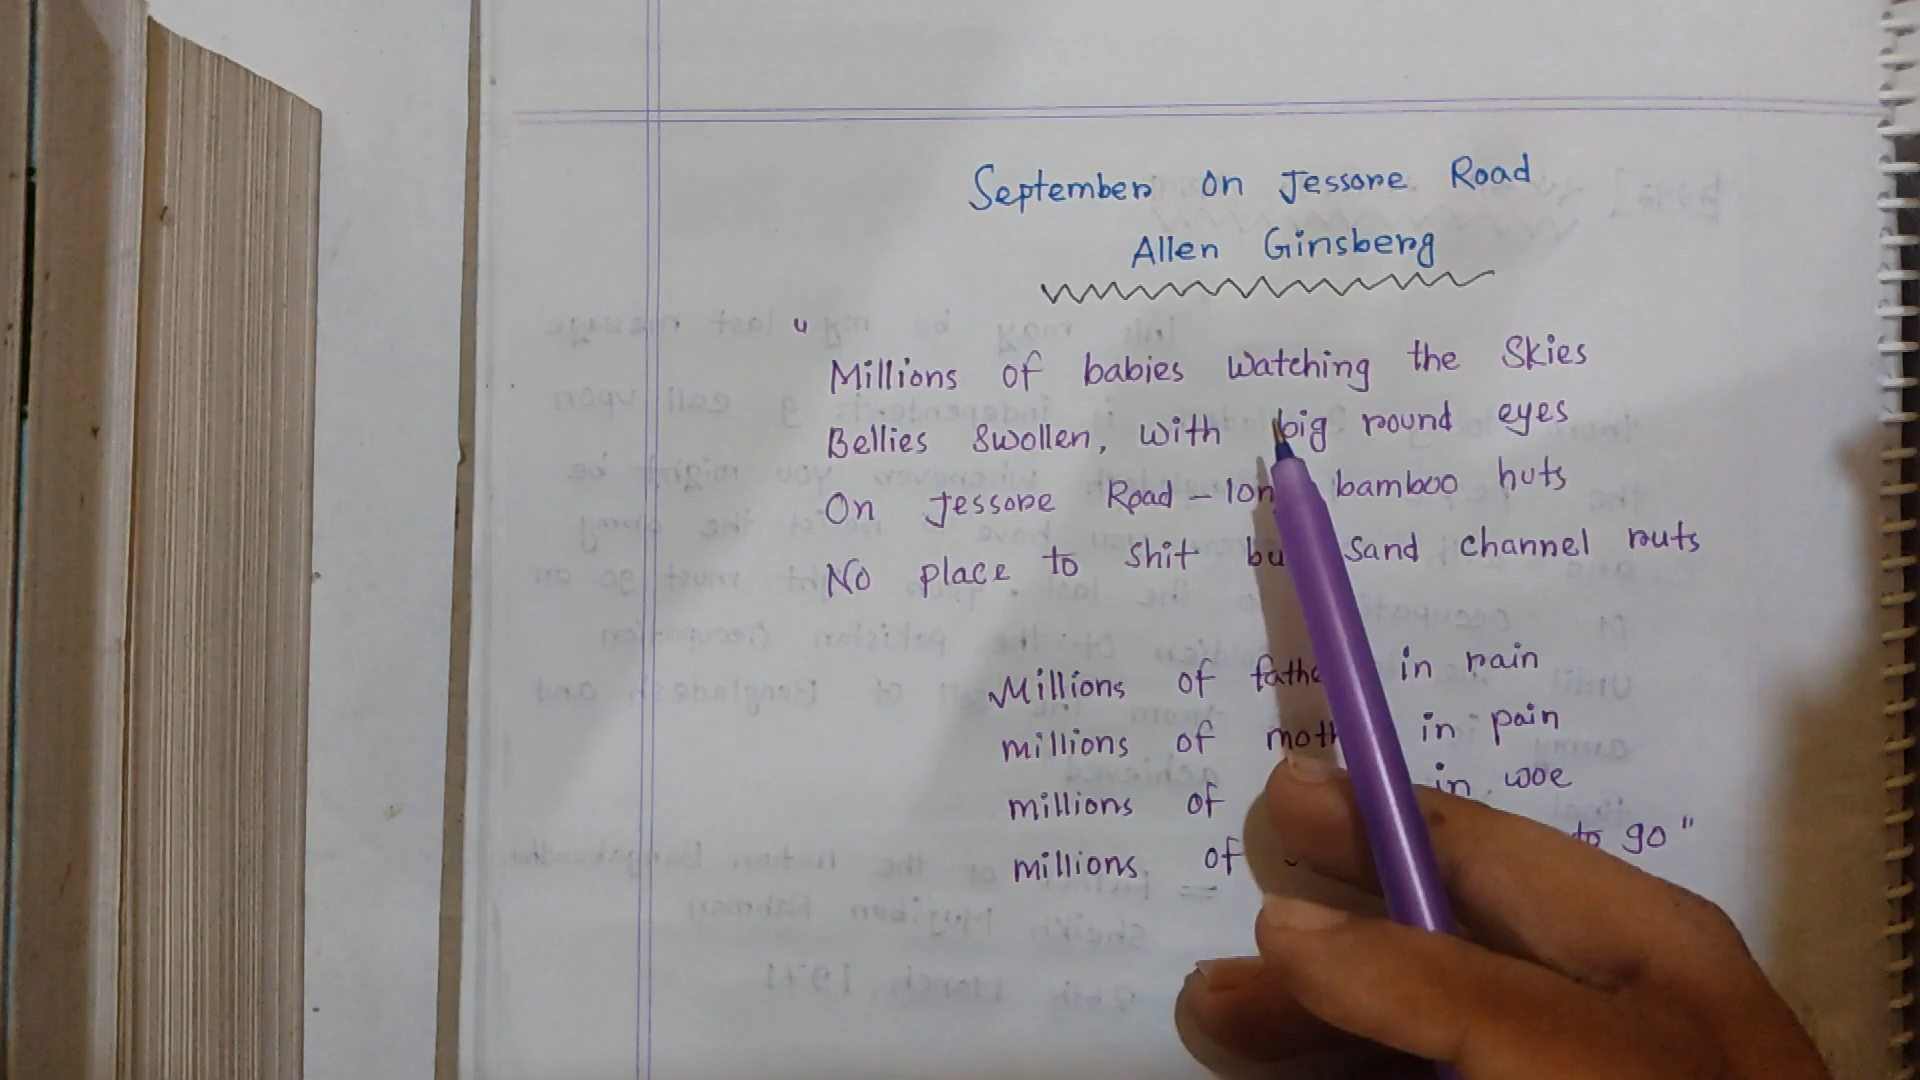 September On Jessore Road
Allen Ginsberg
"
Millions of babies watching the Skies
Bellies Swollen, with big round eyes
On Jessore Road - lon bamboo huts
No place to shit bu sand channel ruts
Millions of fathe in rain
millions of moth in pain
millions of in woe
millions of to go"